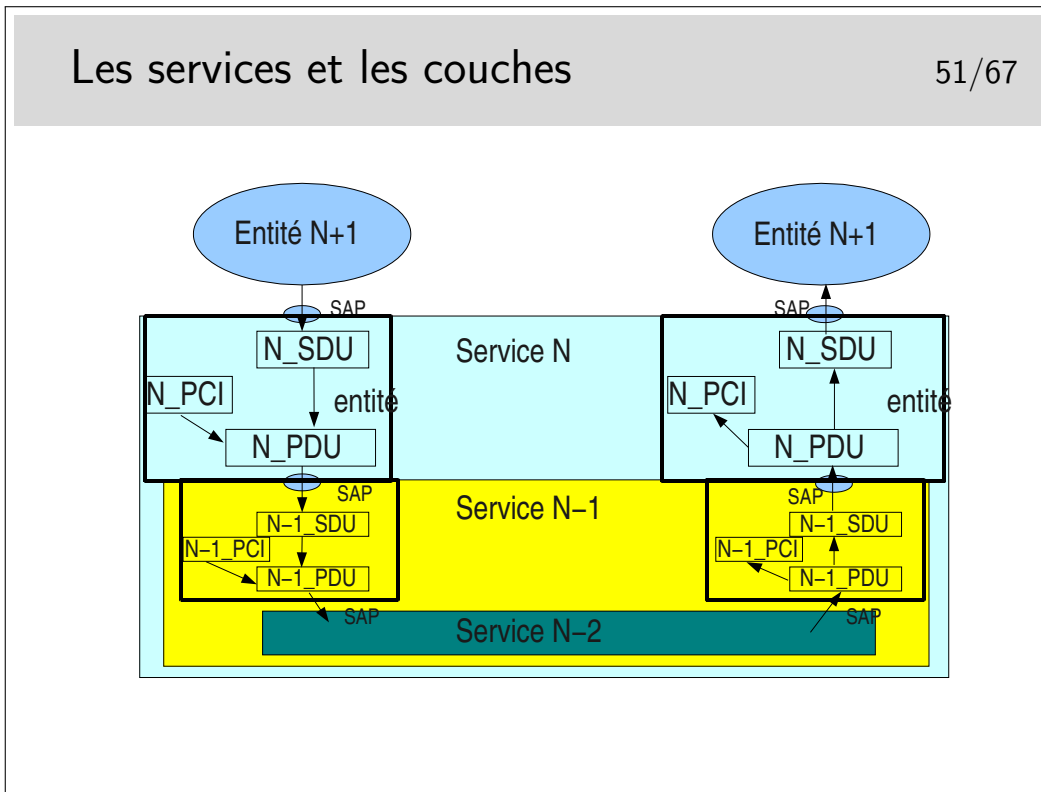 Les services et les couches 51/67
Entité N+1 Entité N+1
SAP SAP
N_SDU Service N N_SDU
N_PCI entité N_PCI entité
N_PDU N_PDU
SAP Service N−1 SAP
N−1_SDU N−1_SDU
N−1_PCI N−1_PCI
N−1_PDU N−1_PDU
SAP Service N−2 SAP